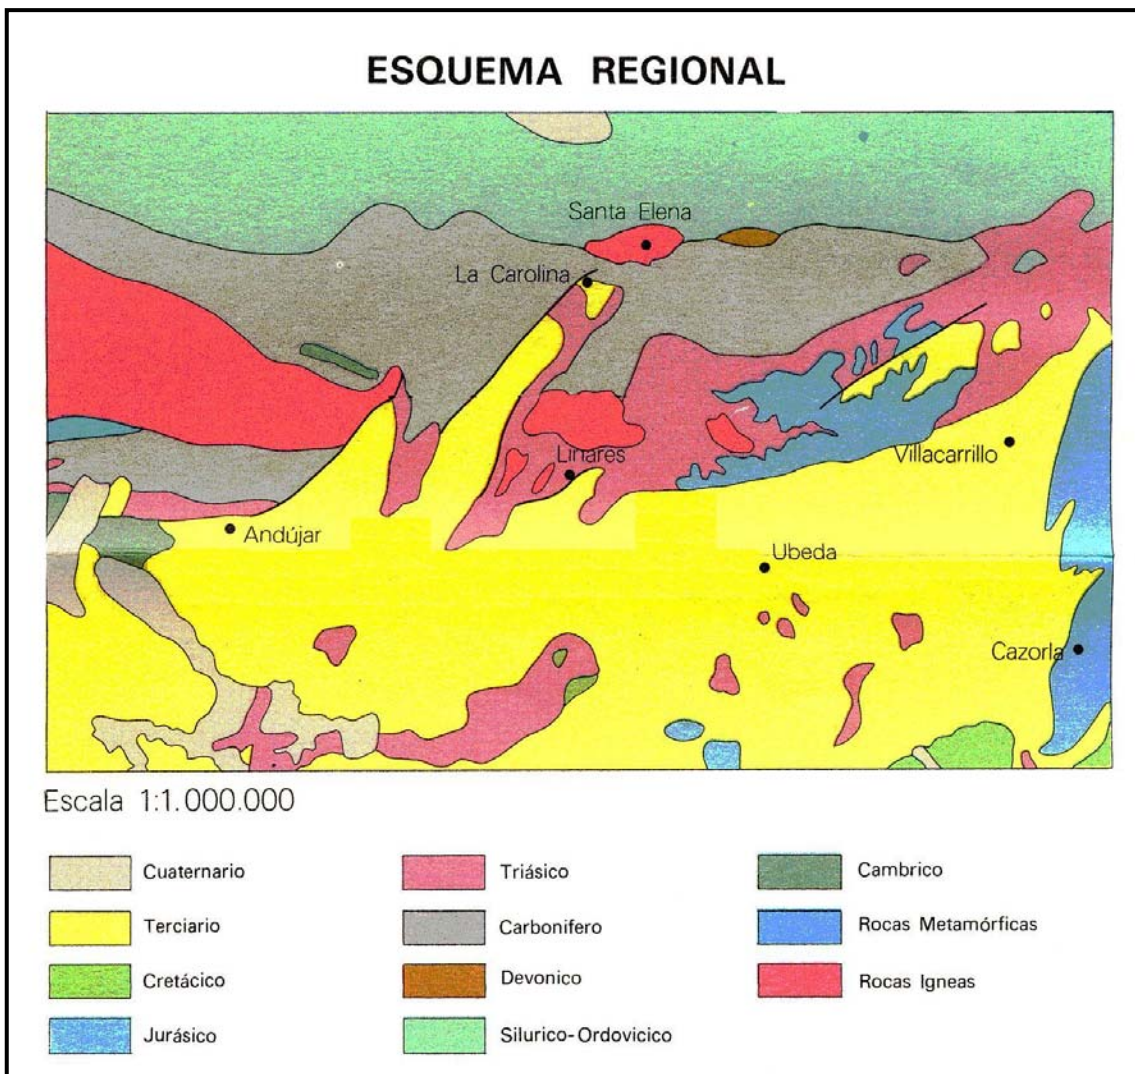 ESQUEMA REGIONAL
Santa Elena
La Carolina
Linares
Villacarrillo
Andújar
Ubeda
Cazorla
Escala 1:1.000.000
Cuaternario
Terciario
Cretácico
Jurásico
Triásico
Carbonifero
Devonico
Silurico-Ordovicico
Cambrico
Rocas Metamórficas
Rocas Igneas